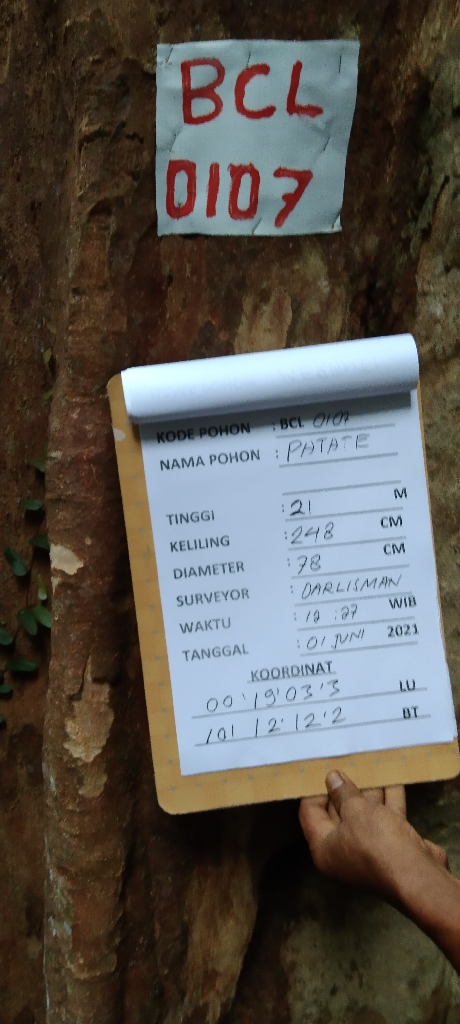 BCL
0107
KODE POHON : BCL 0107
NAMA POHON : PATATE
TINGGI : 21 M
KELILING : 248 CM
DIAMETER : 78 CM
SURVEYOR : DARLISMAN
WAKTU : 12 : 27 WIB
TANGGAL : 01 JUNI 2021
KOORDINAT
00'19'03'3 LU
101 12'12'2 BT